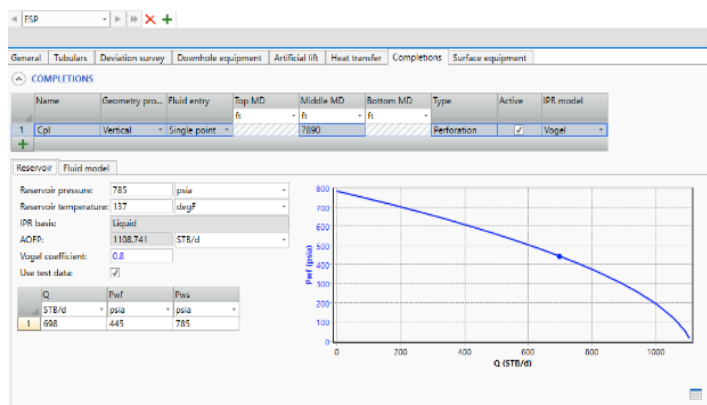 ESP
General Tubulars Deviation survey Downhole equipment Artificial lift Heat transfer Completions Surface equipment
COMPLETIONS
Name Geometry pro... Fluid entry Top MD Middle MD Bottom MD Type Active IPR model
ft ft ft
1 Cpl Vertical Single point 7890 Perforation Vogel
Reservoir Fluid model
Reservoir pressure: 785 psia
Reservoir temperature: 137 degF
IPR basis: Liquid
AOFP: 1108.741 STB/d
Vogel coefficient: 0.8
Use test data:
Q Pwf Pws
STB/d psia psia
1 698 445 785
800
700
600
500
400
300
200
100
0
Pwf (psia)
0 200 400 600 800 1000
Q (STB/d)